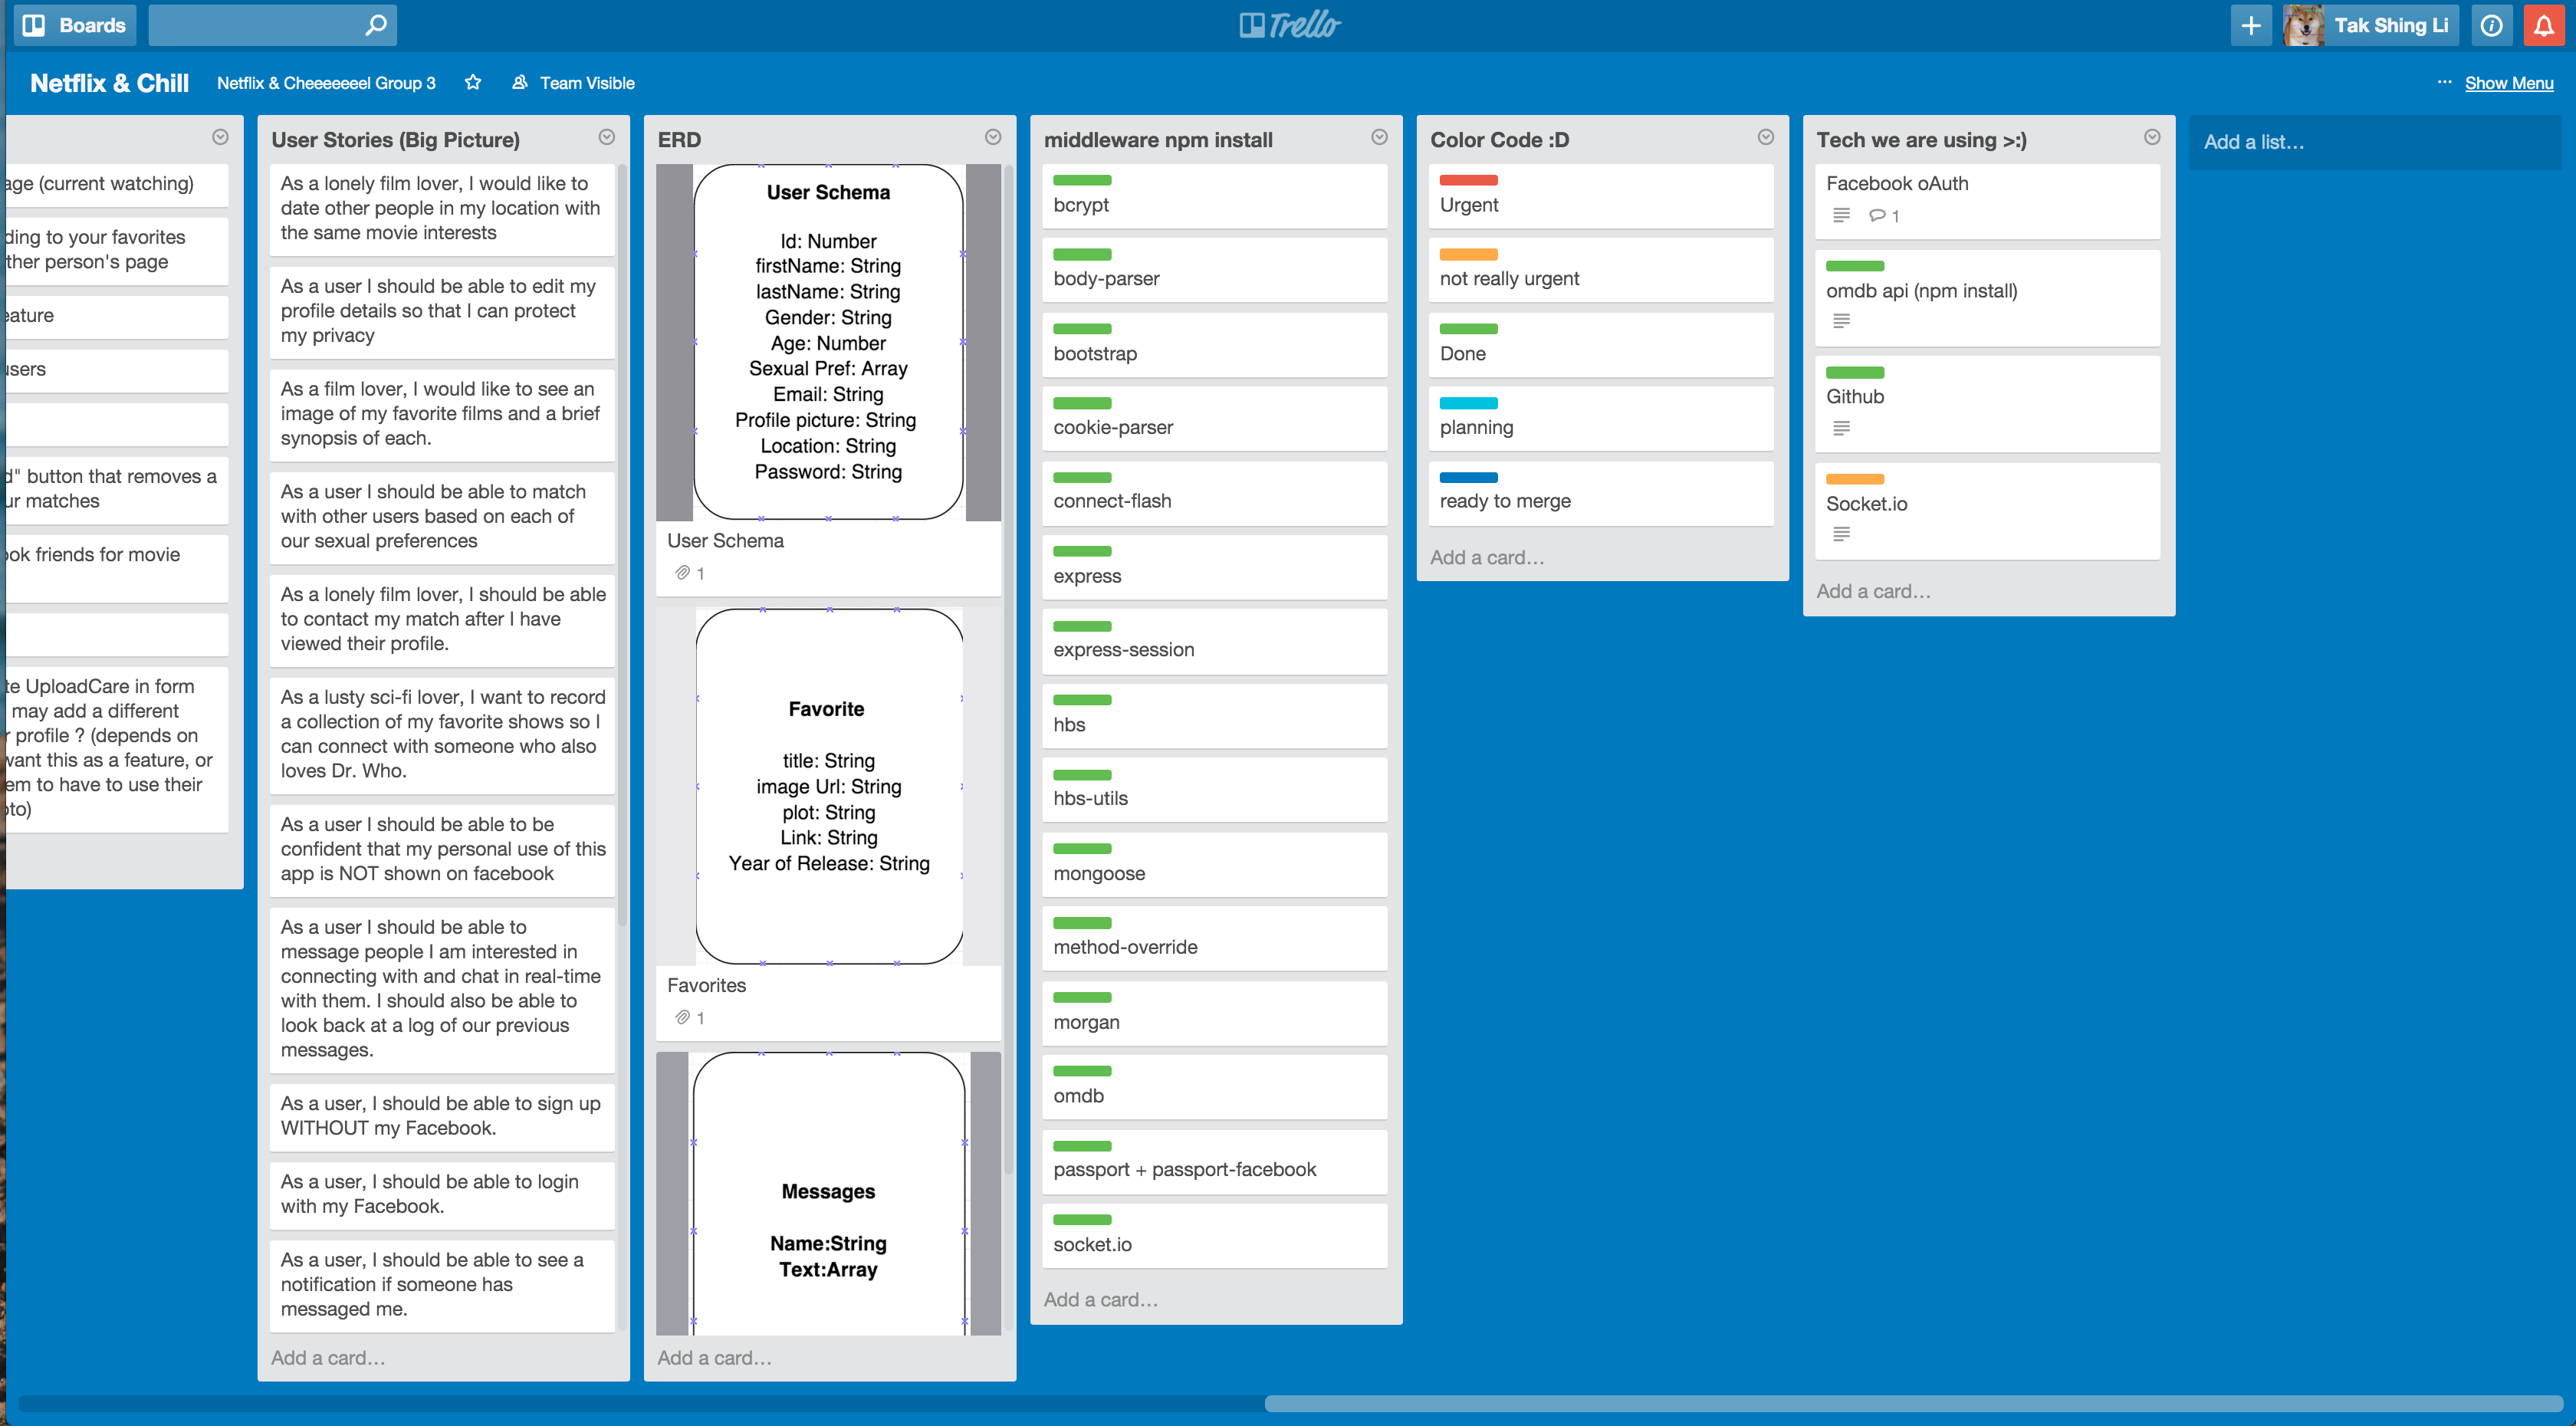 Boards
Trello
Tak Shing Li
Netflix & Chill
Netflix & Cheeeeeeel Group 3
Team Visible
Show Menu
(current watching)
to your favorites
person's page
button that removes a
matches
friends for movie
UploadCare in form
may add a different
profile ? (depends on
this as a feature, or
to have to use their
User Stories (Big Picture)
As a lonely film lover, I would like to
date other people in my location with
the same movie interests
As a user I should be able to edit my
profile details so that I can protect
my privacy
As a film lover, I would like to see an
image of my favorite films and a brief
synopsis of each.
As a user I should be able to match
with other users based on each of
our sexual preferences
As a lonely film lover, I should be able
to contact my match after I have
viewed their profile.
As a lusty sci-fi lover, I want to record
a collection of my favorite shows so I
can connect with someone who also
loves Dr. Who.
As a user I should be able to be
confident that my personal use of this
app is NOT shown on facebook
As a user I should be able to
message people I am interested in
connecting with and chat in real-time
with them. I should also be able to
look back at a log of our previous
messages.
As a user, I should be able to sign up
WITHOUT my Facebook.
As a user, I should be able to login
with my Facebook.
As a user, I should be able to see a
notification if someone has
messaged me.
Add a card…
ERD
User Schema
Id: Number
firstName: String
lastName: String
Gender: String
Age: Number
Sexual Pref: Array
Email: String
Profile picture: String
Location: String
Password: String
User Schema
1
Favorite
title: String
image Url: String
plot: String
Link: String
Year of Release: String
Favorites
1
Messages
Name:String
Text:Array
Add a card…
middleware npm install
bcrypt
body-parser
bootstrap
cookie-parser
connect-flash
express
express-session
hbs
hbs-utils
mongoose
method-override
morgan
omdb
passport + passport-facebook
socket.io
Add a card…
Color Code :D
Urgent
not really urgent
Done
planning
ready to merge
Add a card…
Tech we are using >:)
Facebook oAuth
1
omdb api (npm install)
Github
Socket.io
Add a card…
Add a list…